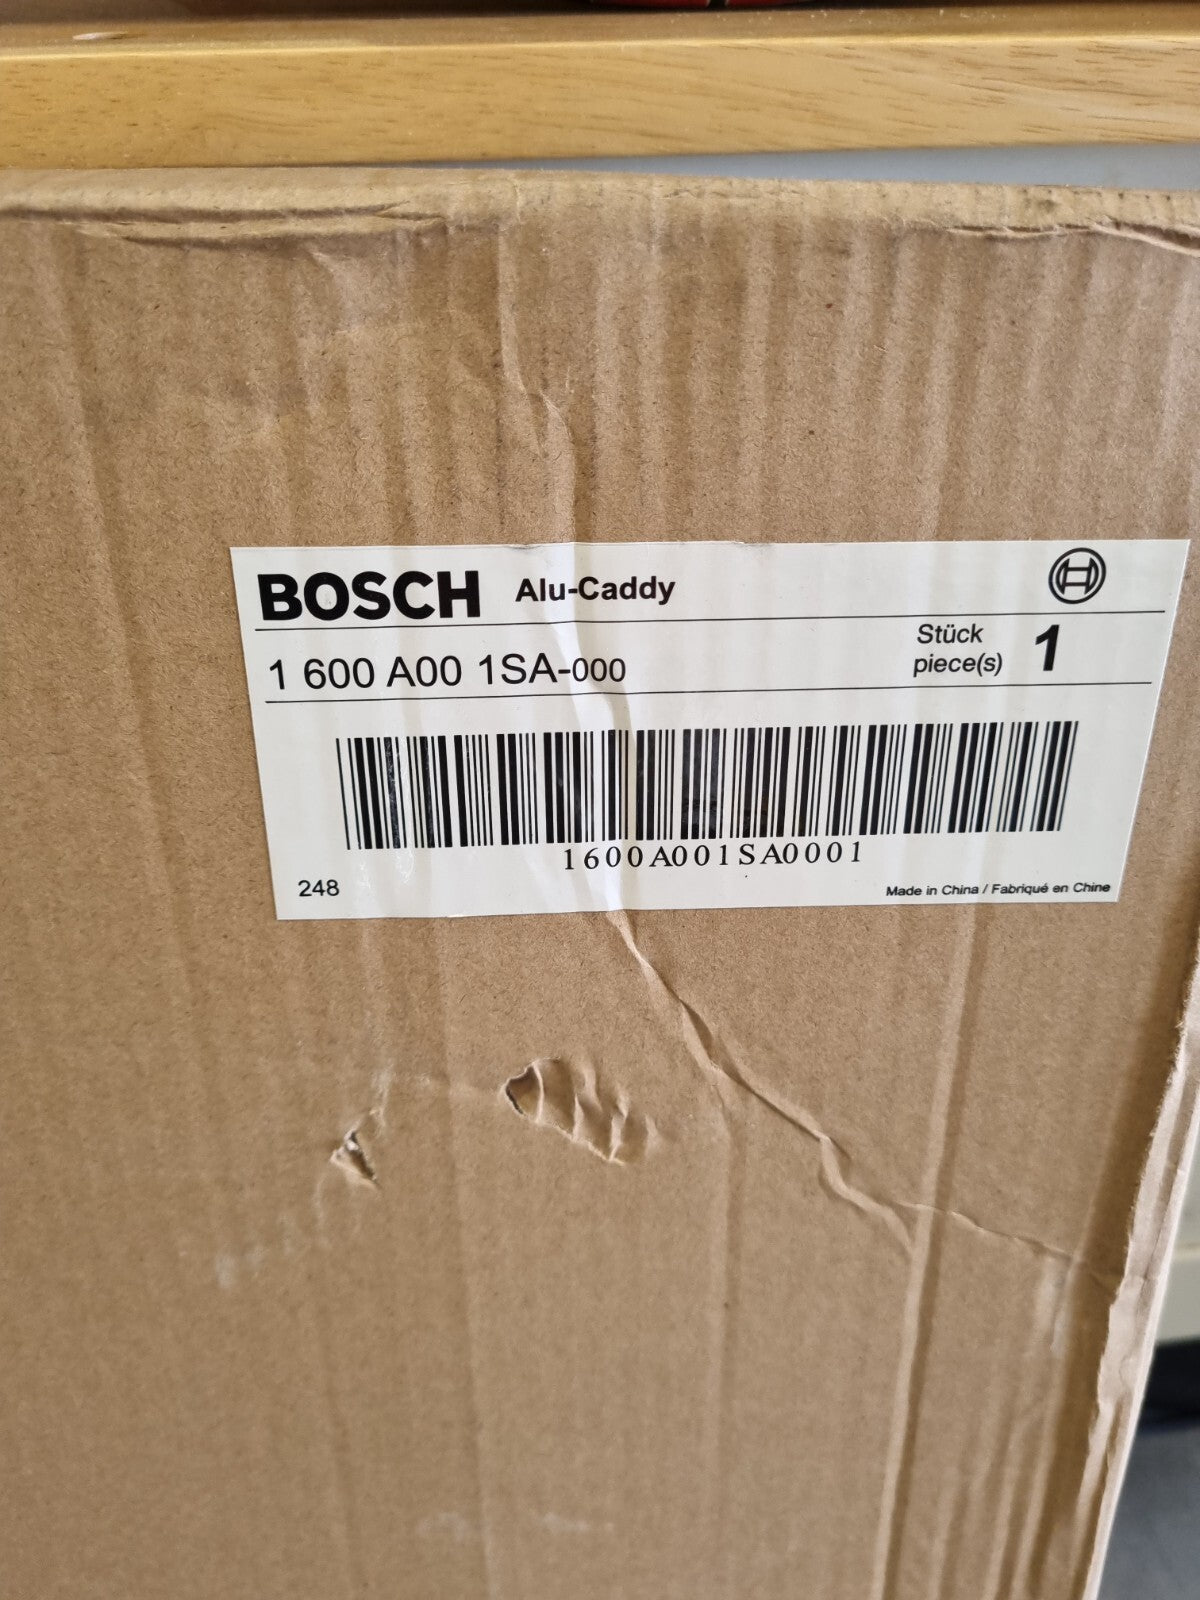 BOSCH Alu-Caddy
1 600 A00 1SA-000
Stück
piece(s) 1
1600A001SA0001
248
Made in China / Fabriqué en Chine